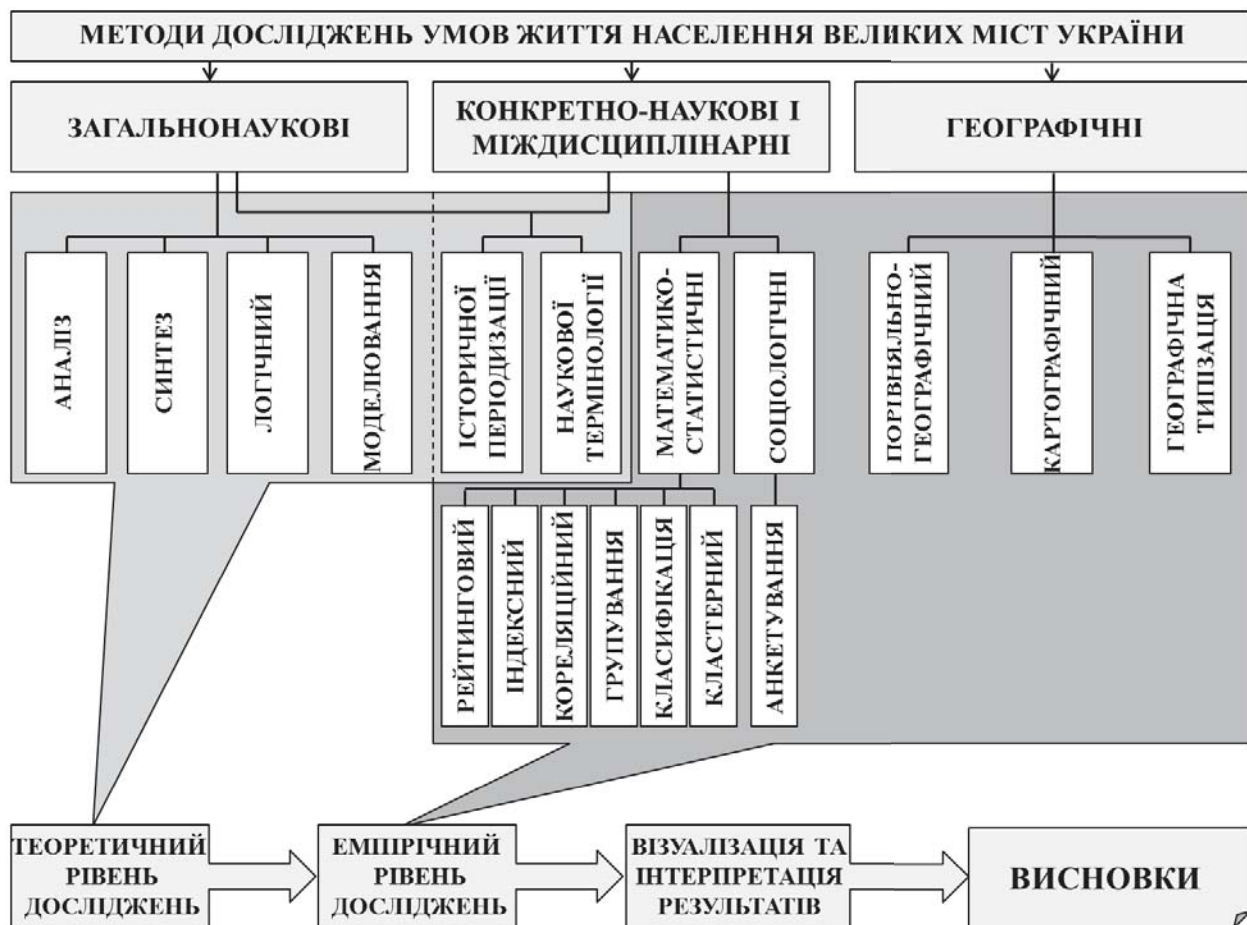 МЕТОДИ ДОСЛІДЖЕНЬ УМОВ ЖИТТЯ НАСЕЛЕННЯ ВЕЛИКИХ МІСТ УКРАЇНИ
ЗАГАЛЬНОНАУКОВІ
КОНКРЕТНО-НАУКОВІ І
МІЖДИСЦИПЛІНАРНІ
ГЕОГРАФІЧНІ
АНАЛІЗ
СИНТЕЗ
ЛОГІЧНИЙ
МОДЕЛЮВАННЯ
ІСТОРИЧНОЇ
ПЕРІОДИЗАЦІЇ
НАУКОВОЇ
ТЕРМІНОЛОГІЇ
МАТЕМАТИКО-
СТАТИСТИЧНІ
СОЦІОЛОГІЧНІ
ПОРІВНЯЛЬНО-
ГЕОГРАФІЧНИЙ
КАРТОГРАФІЧНИЙ
ГЕОГРАФІЧНА
ТИПІЗАЦІЯ
РЕЙТИНГОВИЙ
ІНДЕКСНИЙ
КОРЕЛЯЦІЙНИЙ
ГРУПУВАННЯ
КЛАСИФІКАЦІЯ
КЛАСТЕРНИЙ
АНКЕТУВАННЯ
ТЕОРЕТИЧНИЙ
РІВЕНЬ
ДОСЛІДЖЕНЬ
ЕМПІРІЧНИЙ
РІВЕНЬ
ДОСЛІДЖЕНЬ
ВІЗУАЛІЗАЦІЯ ТА
ІНТЕРПРЕТАЦІЯ
РЕЗУЛЬТАТІВ
ВИСНОВКИ